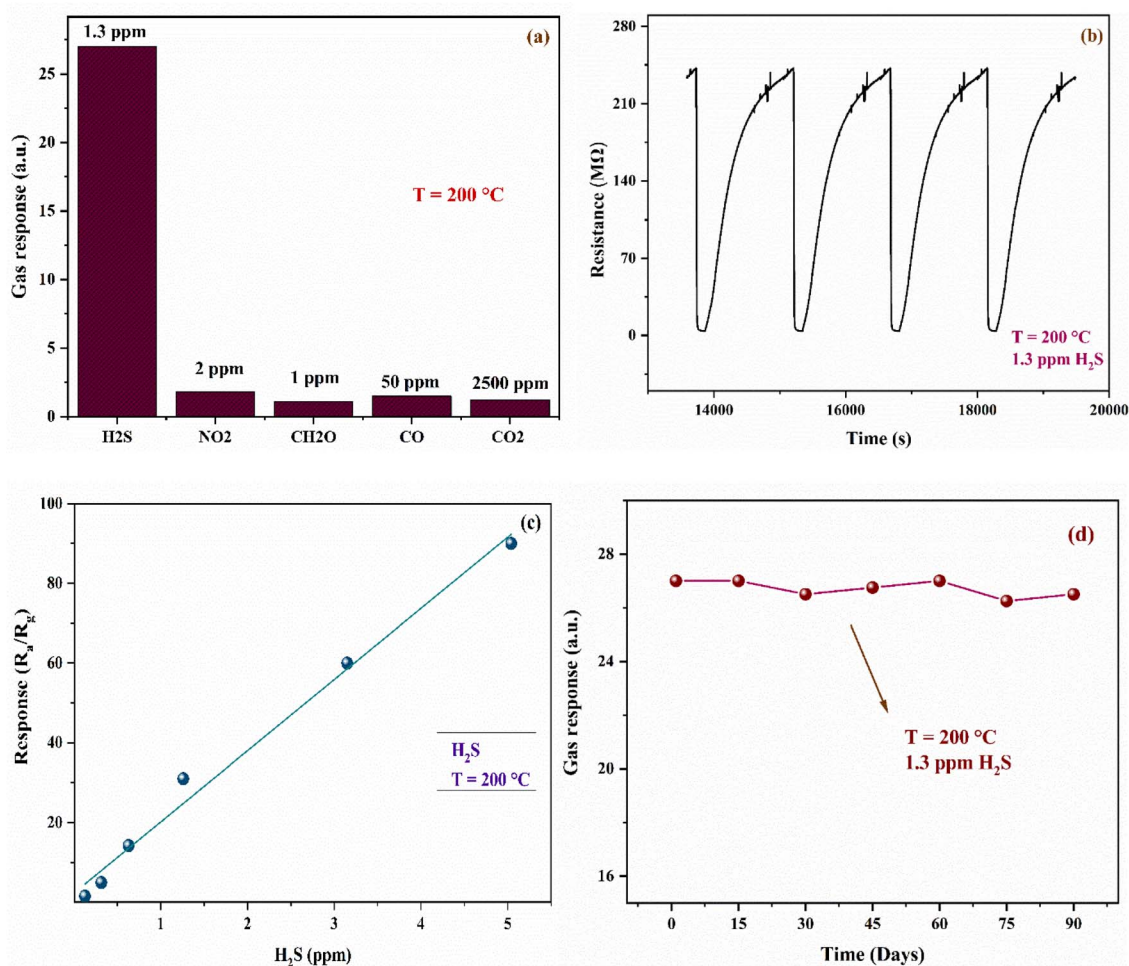 (a)
1.3 ppm
2 ppm
1 ppm
50 ppm
2500 ppm
T = 200 °C
Gas response (a.u.)
25
20
15
10
5
0
H2S NO2 CH2O CO CO2
(b)
Resistance (MΩ)
280
210
140
70
0
T = 200 °C
1.3 ppm H₂S
14000 16000 18000 20000
Time (s)
(c)
Response (Rₐ/R_g)
100
80
60
40
20
H₂S
T = 200 °C
1 2 3 4 5
H₂S (ppm)
(d)
Gas response (a.u.)
28
24
20
16
T = 200 °C
1.3 ppm H₂S
0 15 30 45 60 75 90
Time (Days)